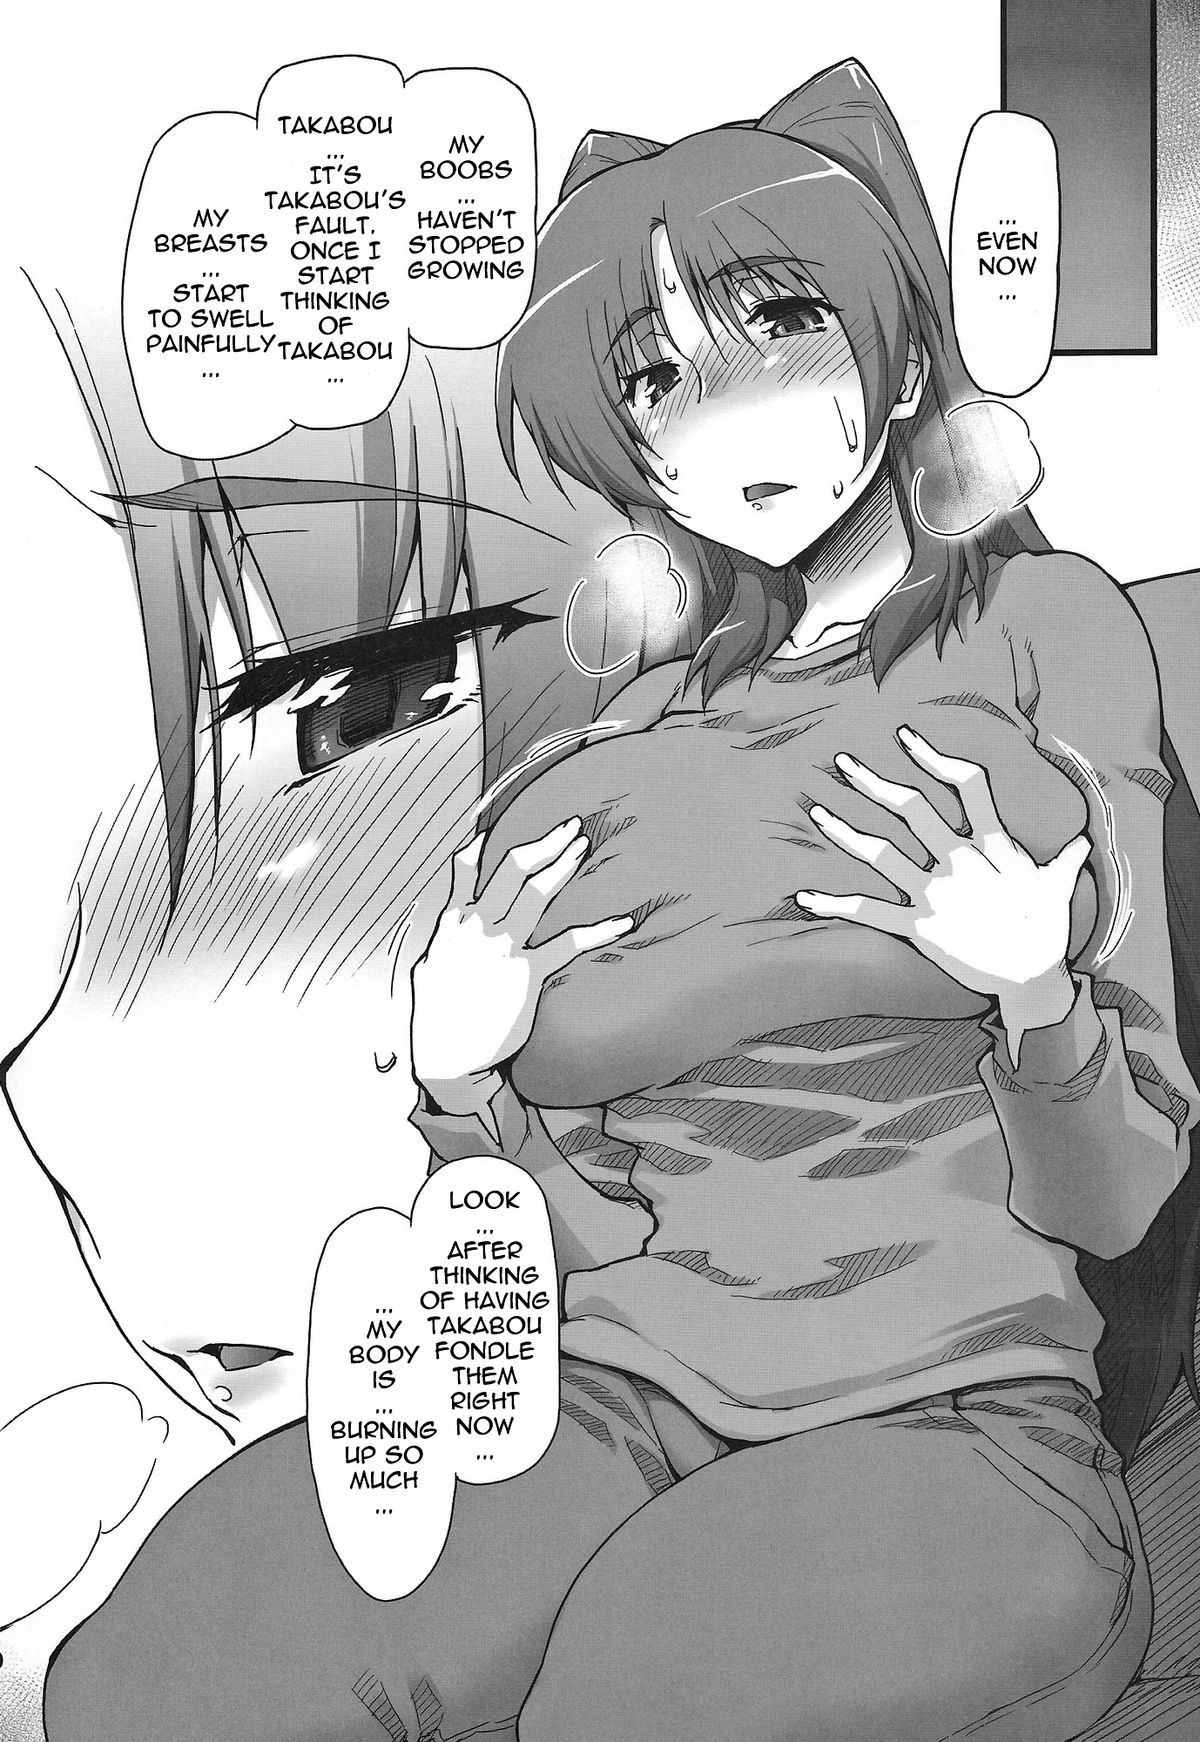 ...
EVEN
NOW
...
MY
BOOBS
...
HAVEN'T
STOPPED
GROWING
TAKABOU
...
IT'S
TAKABOU'S
FAULT.
ONCE I
START
THINKING
OF
TAKABOU
...
MY
BREASTS
...
START
TO SWELL
PAINFULLY
...
LOOK
...
AFTER
THINKING
OF HAVING
TAKABOU
FONDLE
THEM
RIGHT
NOW
...
...
MY
BODY
IS
...
BURNING
UP SO
MUCH
...